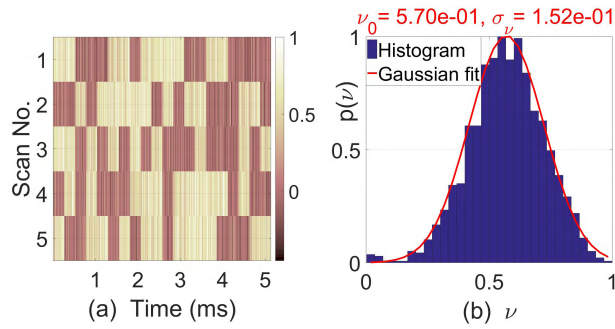 ν₀ = 5.70e-01, σᵥ = 1.52e-01
Scan No.
1
2
3
4
5
1 2 3 4 5
(a) Time (ms)
1
0.5
0
p(ν)
1
0.5
0
Histogram
Gaussian fit
0 0.5 1
(b) ν